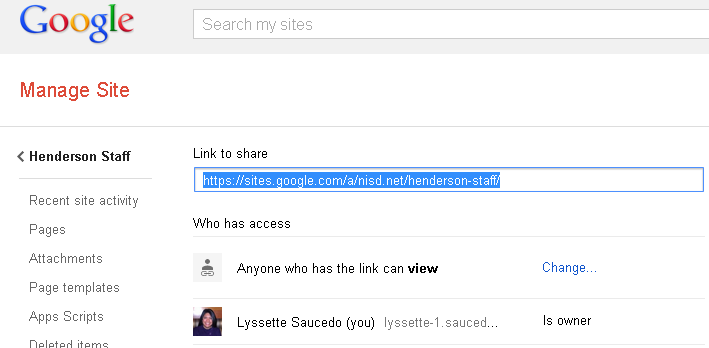 Google
Search my sites
Manage Site
Henderson Staff
Recent site activity
Pages
Attachments
Page templates
Apps Scripts
Deleted items
Link to share
https://sites.google.com/a/nisd.net/henderson-staff/
Who has access
Anyone who has the link can view Change...
Lyssette Saucedo (you) lyssette-1.sauced... Is owner